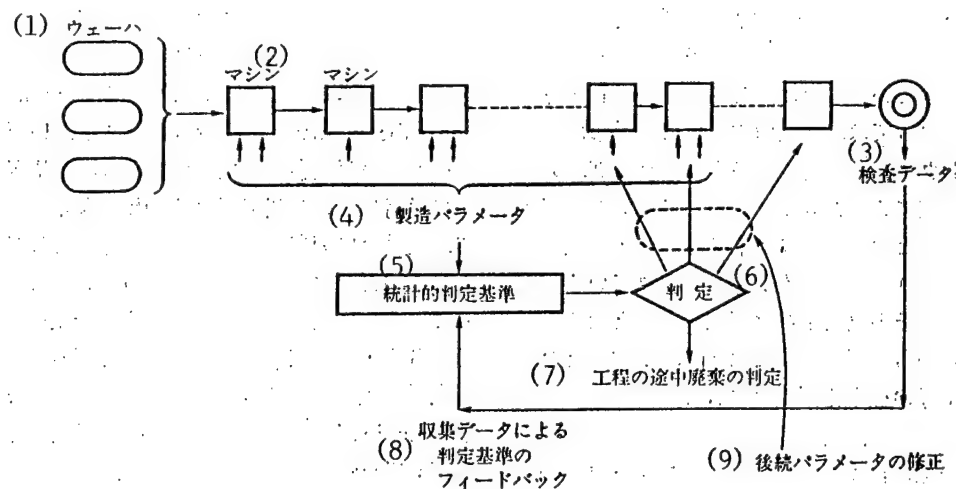 (1) ウェーハ
(2)
マシン マシン
(3)
検査データ
(4) 製造パラメータ
(5)
統計的判定基準
判定 (6)
(7) 工程の途中廃棄の判定
(8) 収集データによる
判定基準の
フィードバック
(9) 後続パラメータの修正